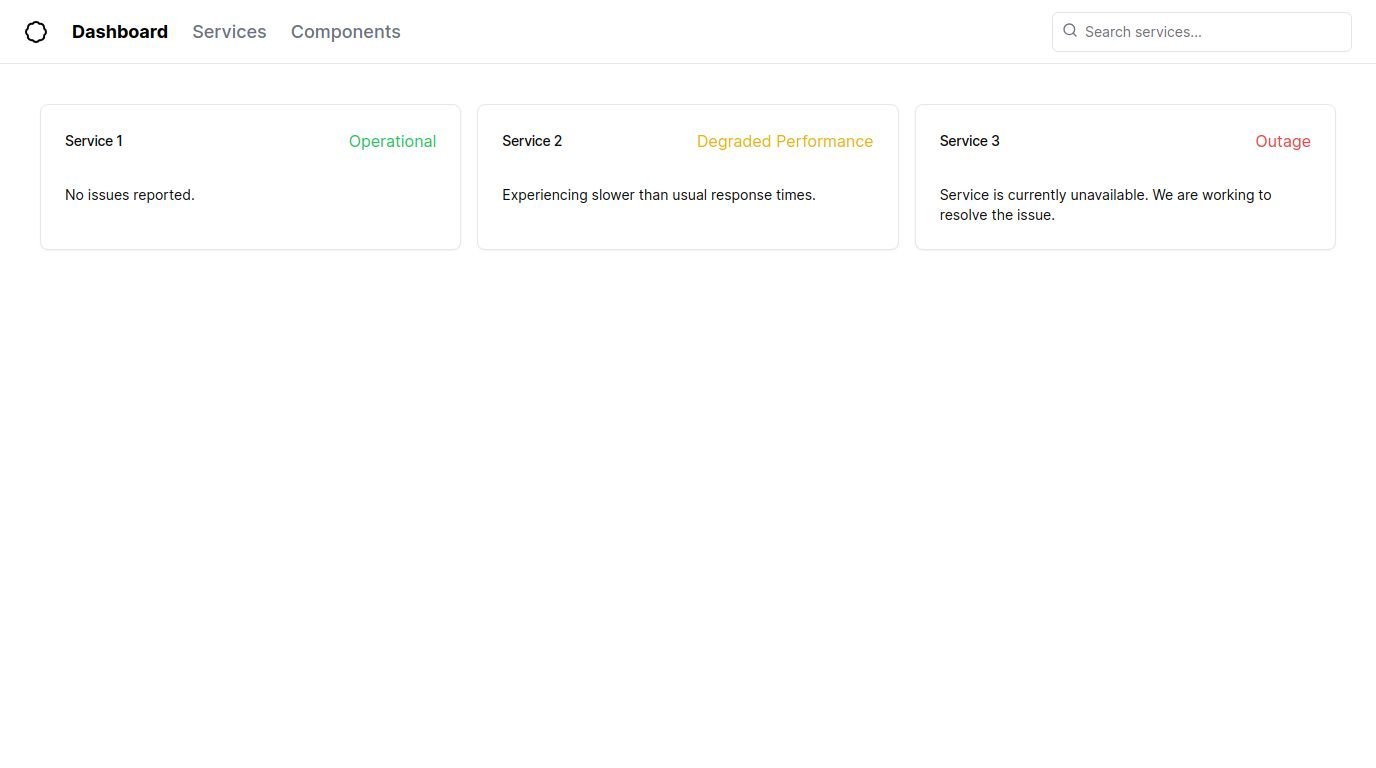 Dashboard Services Components Search services...
Service 1 Operational
No issues reported.
Service 2 Degraded Performance
Experiencing slower than usual response times.
Service 3 Outage
Service is currently unavailable. We are working to
resolve the issue.